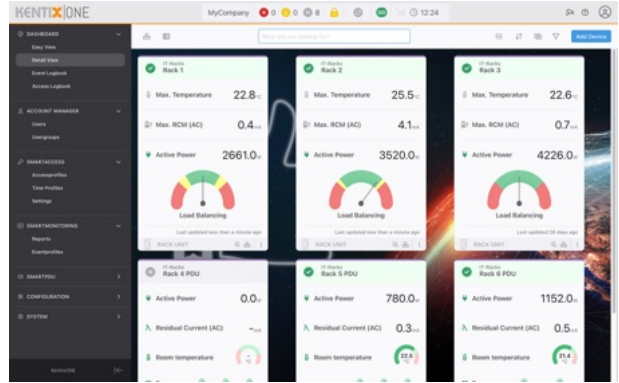 KENTIXONE
MyCompany 0 0 8 12:24
DASHBOARD
Easy View
Detail View
Event Logbook
Access Logbook
ACCOUNT MANAGER
Users
Usergroups
SMARTACCESS
Accessprofiles
Time Profiles
Settings
SMARTMONITORING
Reports
Eventprofiles
SMARTPDU
CONFIGURATION
SYSTEM
KentixONE
What are you looking for?
Add Device
IT-Racks
Rack 1
Max. Temperature 22.8°C
Max. RCM (AC) 0.4mA
Active Power 2661.0w
Load Balancing
Last updated less than a minute ago
RACK UNIT
IT-Racks
Rack 2
Max. Temperature 25.5°C
Max. RCM (AC) 4.1mA
Active Power 3520.0w
Load Balancing
Last updated less than a minute ago
RACK UNIT
IT-Racks
Rack 3
Max. Temperature 22.6°C
Max. RCM (AC) 0.7mA
Active Power 4226.0w
Load Balancing
Last updated 28 days ago
RACK UNIT
IT-Racks
Rack 4 PDU
Active Power 0.0w
Residual Current (AC) -mA
Room temperature - °C
IT-Racks
Rack 5 PDU
Active Power 780.0w
Residual Current (AC) 0.3mA
Room temperature 22.5 °C
IT-Racks
Rack 6 PDU
Active Power 1152.0w
Residual Current (AC) 0.5mA
Room temperature 21.4 °C